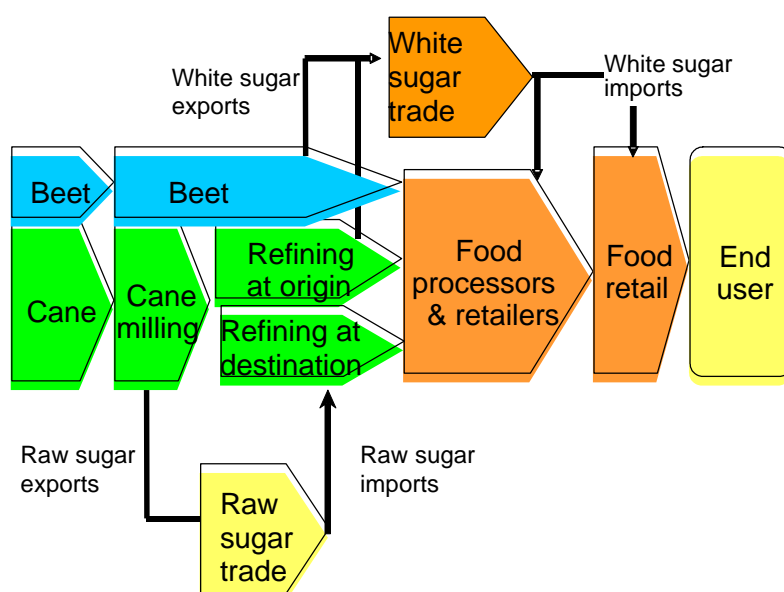 White
sugar
trade
White sugar
exports
White sugar
imports
Beet
Beet
Cane
Cane
milling
Refining
at origin
Refining at
destination
Food
processors
& retailers
Food
retail
End
user
Raw sugar
exports
Raw
sugar
trade
Raw sugar
imports